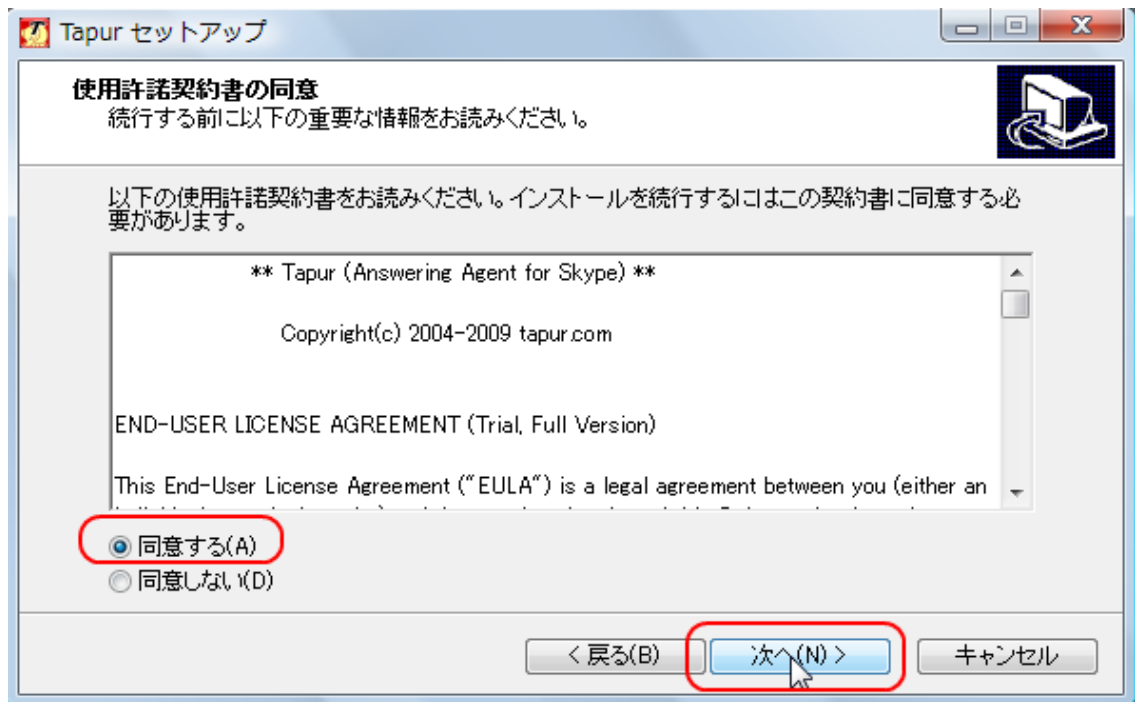 Tapur セットアップ
使用許諾契約書の同意
続行する前に以下の重要な情報をお読みください。
以下の使用許諾契約書をお読みください。インストールを続行するにはこの契約書に同意する必
要があります。
** Tapur (Answering Agent for Skype) **
Copyright(c) 2004-2009 tapur.com
END-USER LICENSE AGREEMENT (Trial, Full Version)
This End-User License Agreement ("EULA") is a legal agreement between you (either an
同意する(A)
同意しない(D)
< 戻る(B)
次へ(N) >
キャンセル